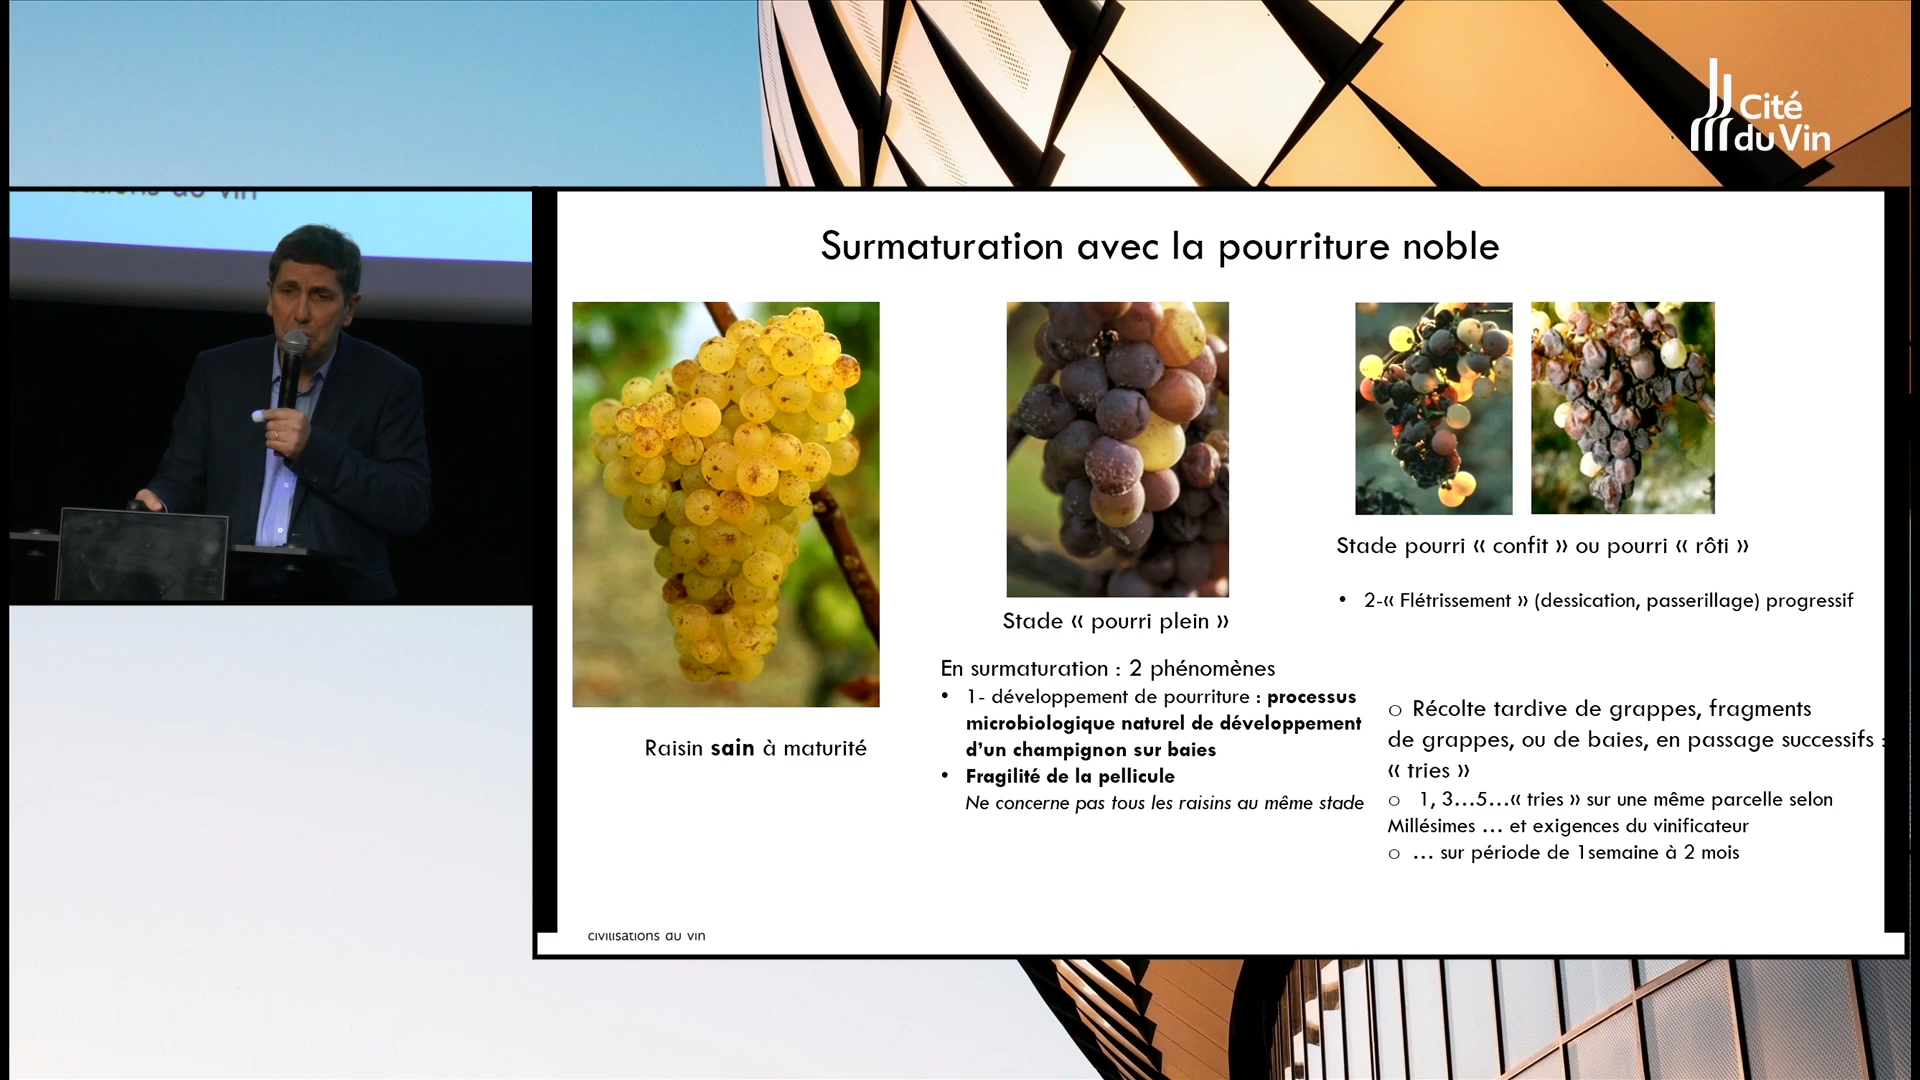 Cité
du Vin
Surmaturation avec la pourriture noble
Raisin sain à maturité
Stade « pourri plein »
En surmaturation : 2 phénomènes
• 1- développement de pourriture : processus
microbiologique naturel de développement
d'un champignon sur baies
• Fragilité de la pellicule
Ne concerne pas tous les raisins au même stade
Stade pourri « confit » ou pourri « rôti »
• 2-« Flétrissement » (dessication, passerillage) progressif
o Récolte tardive de grappes, fragments
de grappes, ou de baies, en passage successifs :
« tries »
o 1, 3…5…« tries » sur une même parcelle selon
Millésimes … et exigences du vinificateur
o … sur période de 1semaine à 2 mois
civilisations du vin